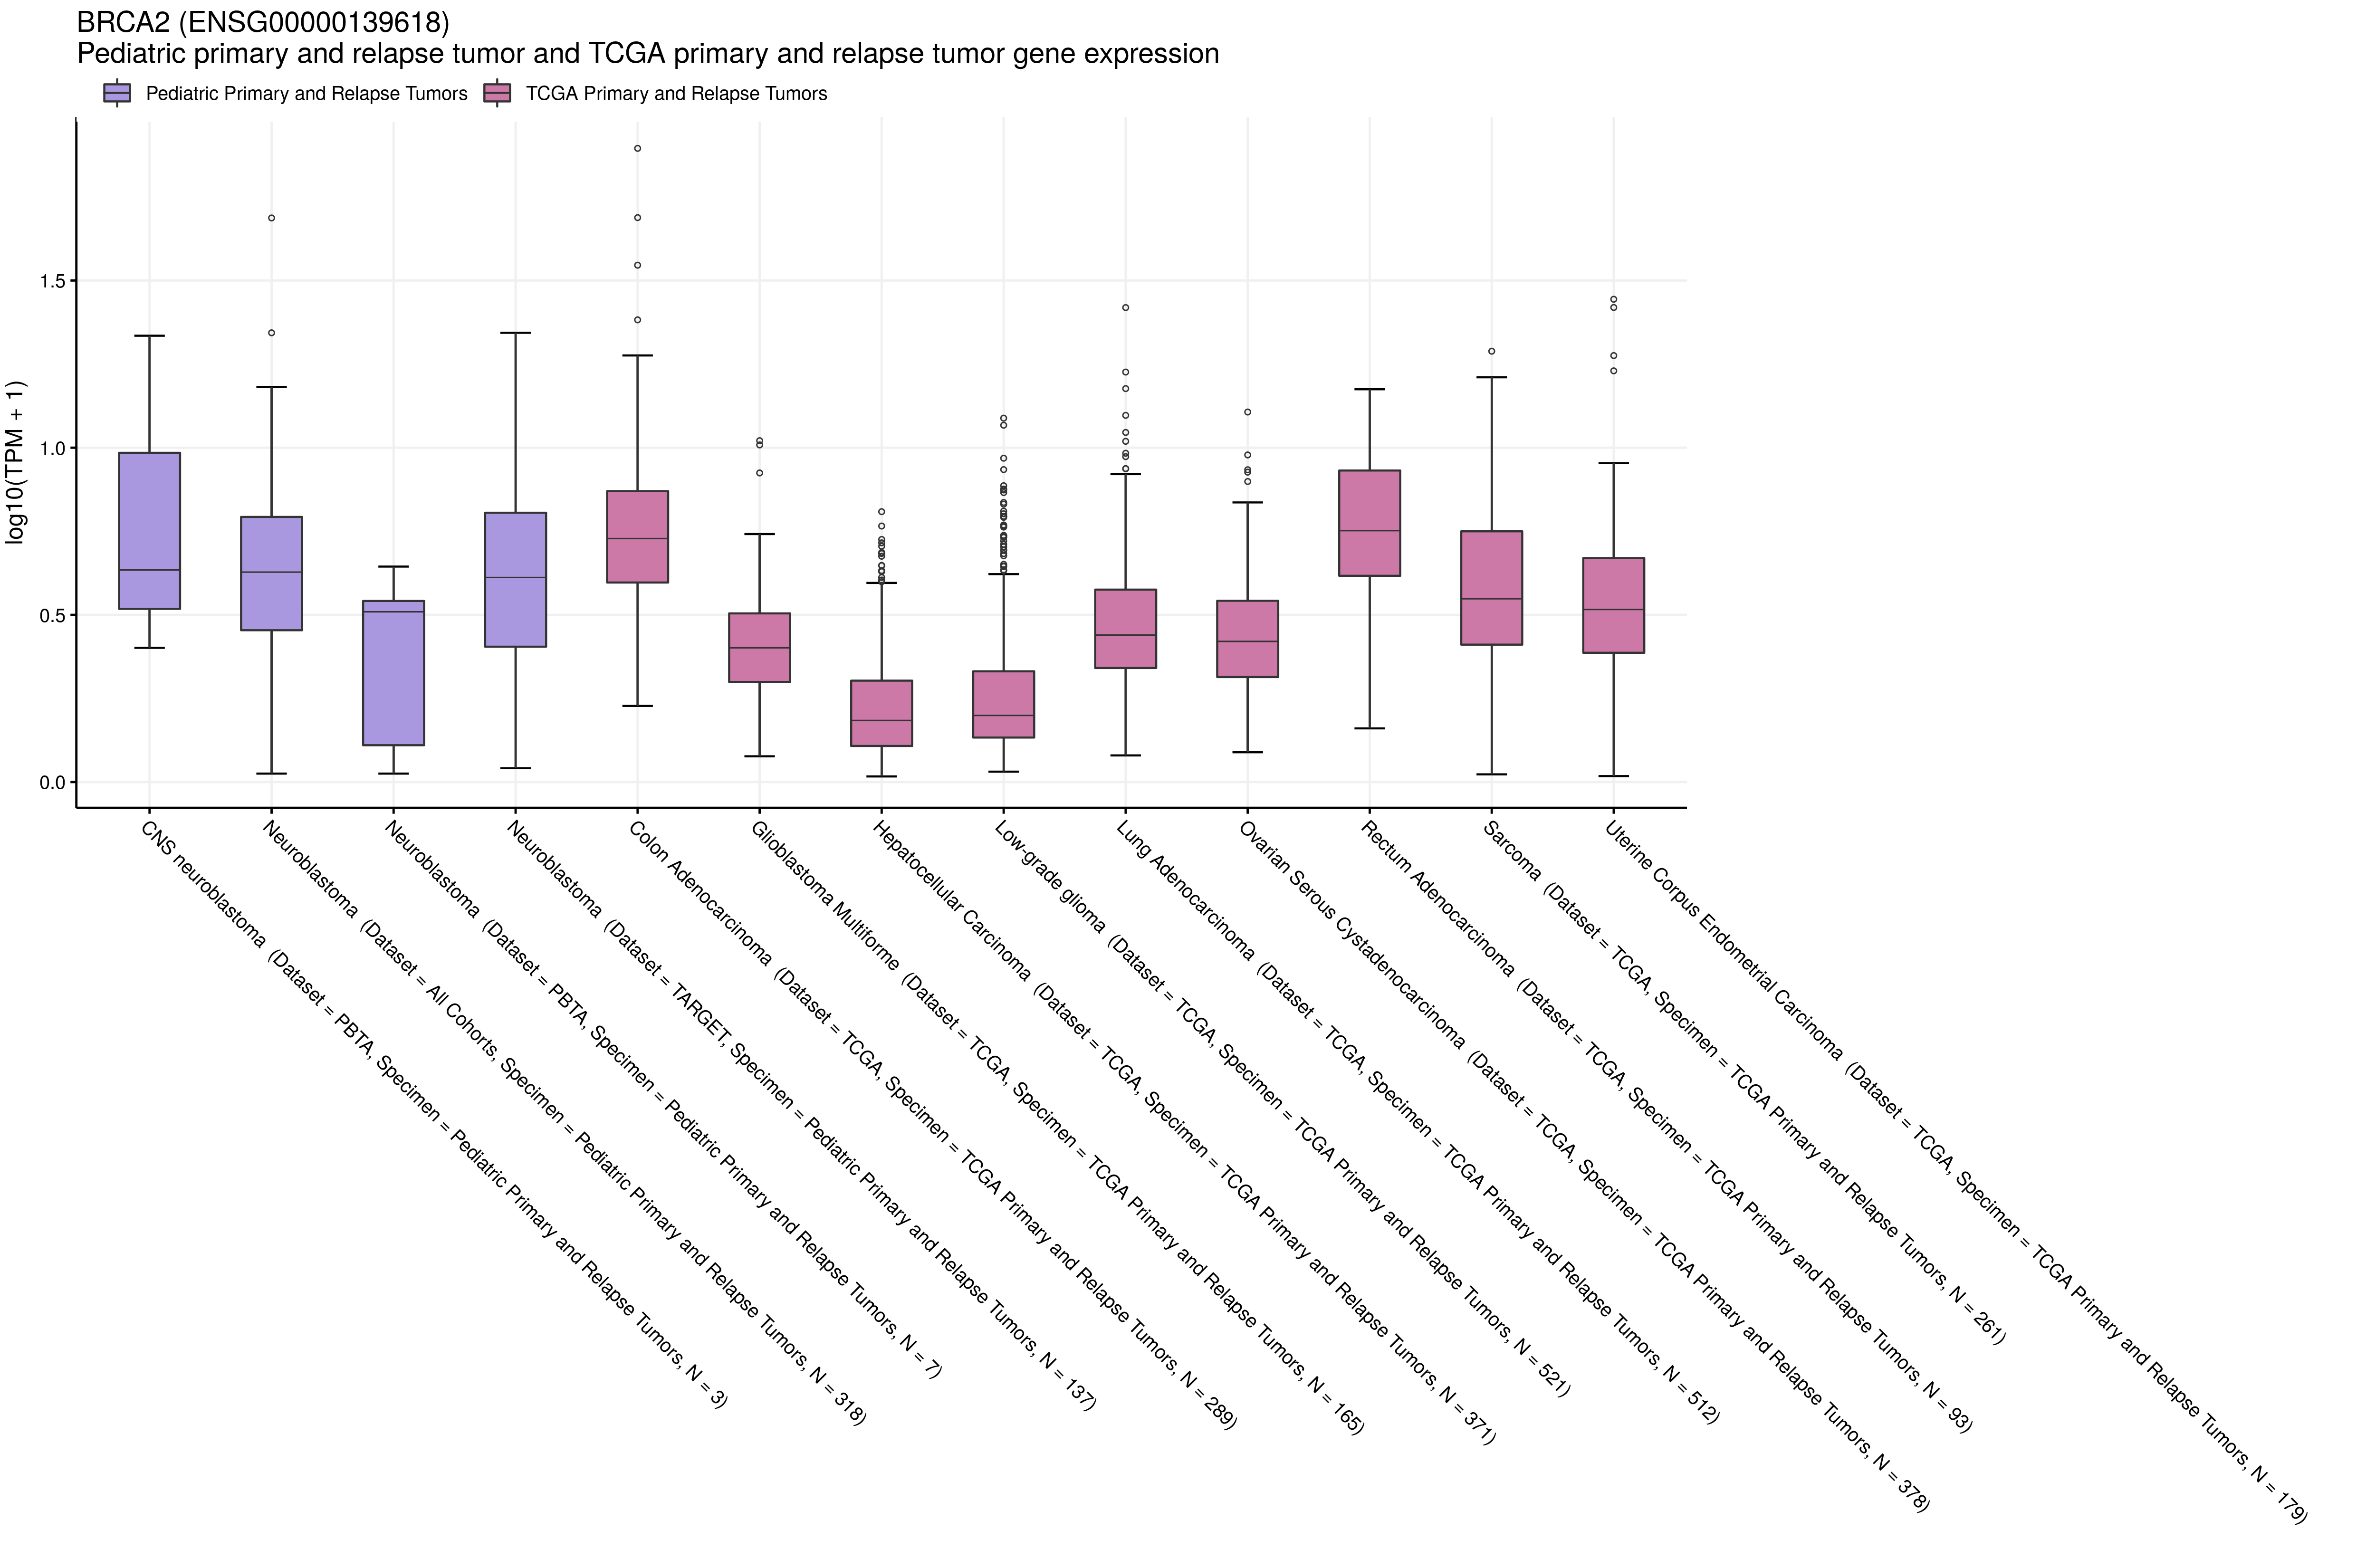 BRCA2 (ENSG00000139618)
Pediatric primary and relapse tumor and TCGA primary and relapse tumor gene expression
Pediatric Primary and Relapse Tumors
TCGA Primary and Relapse Tumors
log10(TPM + 1)
1.5
1.0
0.5
0.0
CNS neuroblastoma (Dataset = PBTA, Specimen = Pediatric Primary and Relapse Tumors, N = 3)
Neuroblastoma (Dataset = All Cohorts, Specimen = Pediatric Primary and Relapse Tumors, N = 318)
Neuroblastoma (Dataset = PBTA, Specimen = Pediatric Primary and Relapse Tumors, N = 7)
Neuroblastoma (Dataset = TARGET, Specimen = Pediatric Primary and Relapse Tumors, N = 137)
Colon Adenocarcinoma (Dataset = TCGA, Specimen = TCGA Primary and Relapse Tumors, N = 289)
Glioblastoma Multiforme (Dataset = TCGA, Specimen = TCGA Primary and Relapse Tumors, N = 165)
Hepatocellular Carcinoma (Dataset = TCGA, Specimen = TCGA Primary and Relapse Tumors, N = 371)
Low-grade glioma (Dataset = TCGA, Specimen = TCGA Primary and Relapse Tumors, N = 521)
Lung Adenocarcinoma (Dataset = TCGA, Specimen = TCGA Primary and Relapse Tumors, N = 512)
Ovarian Serous Cystadenocarcinoma (Dataset = TCGA, Specimen = TCGA Primary and Relapse Tumors, N = 378)
Rectum Adenocarcinoma (Dataset = TCGA, Specimen = TCGA Primary and Relapse Tumors, N = 93)
Sarcoma (Dataset = TCGA, Specimen = TCGA Primary and Relapse Tumors, N = 261)
Uterine Corpus Endometrial Carcinoma (Dataset = TCGA, Specimen = TCGA Primary and Relapse Tumors, N = 179)